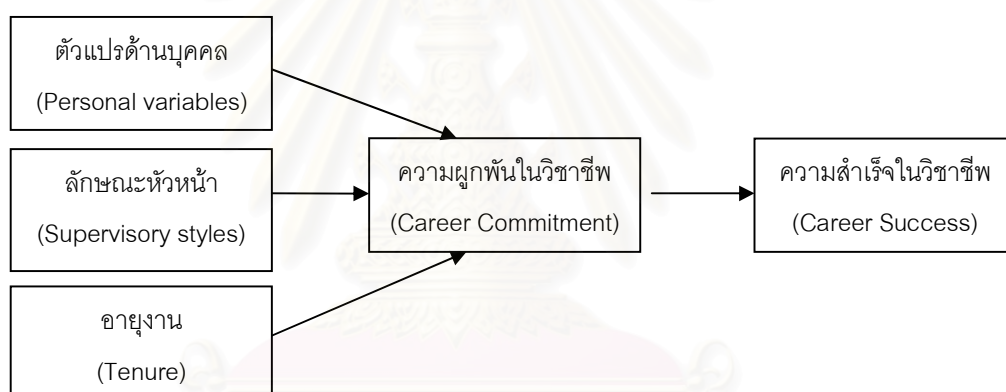 ตัวแปรด้านบุคคล
(Personal variables)
ลักษณะหัวหน้า
(Supervisory styles)
อายุงาน
(Tenure)
ความผูกพันในวิชาชีพ
(Career Commitment)
ความสำเร็จในวิชาชีพ
(Career Success)